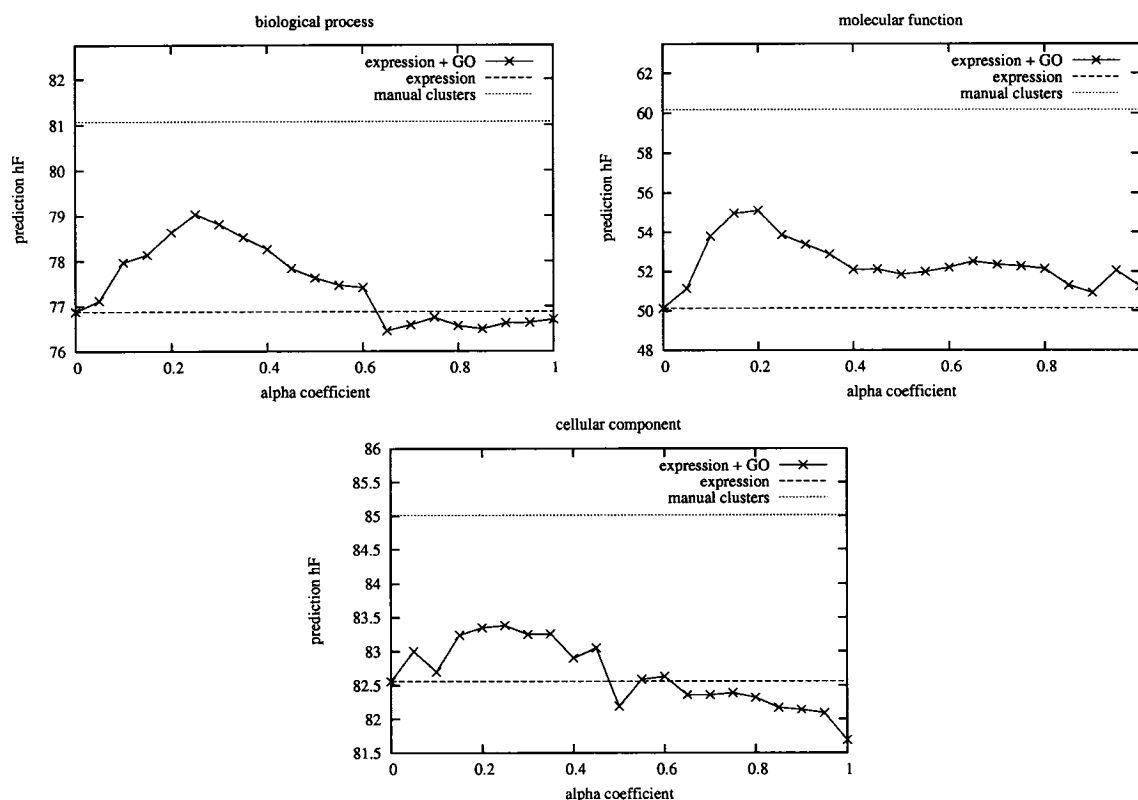 biological process
82
81
80
79
78
77
76
prediction hF
expression + GO
expression
manual clusters
0
0.2
0.4
0.6
0.8
1
alpha coefficient
molecular function
62
60
58
56
54
52
50
48
prediction hF
expression + GO
expression
manual clusters
0
0.2
0.4
0.6
0.8
alpha coefficient
cellular component
86
85.5
85
84.5
84
83.5
83
82.5
82
81.5
prediction hF
expression + GO
expression
manual clusters
0
0.2
0.4
0.6
0.8
1
alpha coefficient